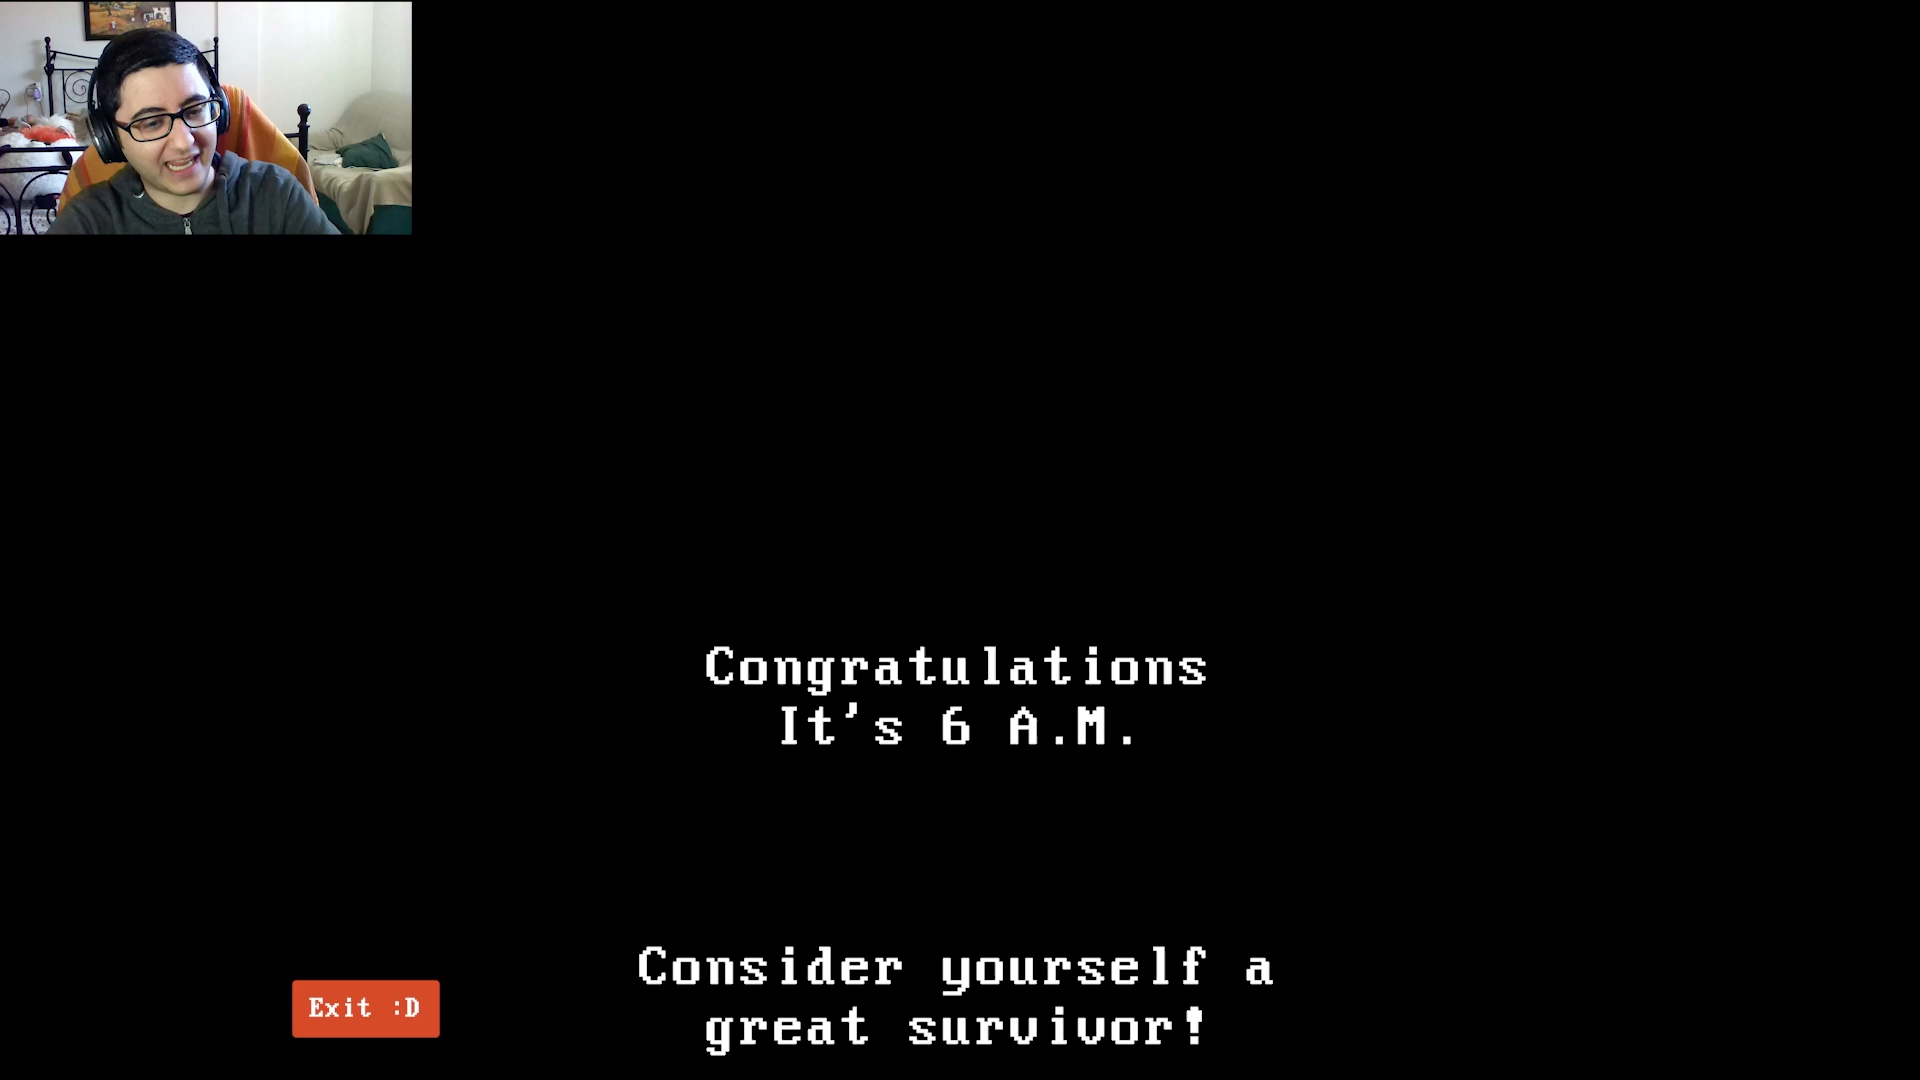 Congratulations
It's 6 A.M.
Consider yourself a
great survivor!
Exit :D